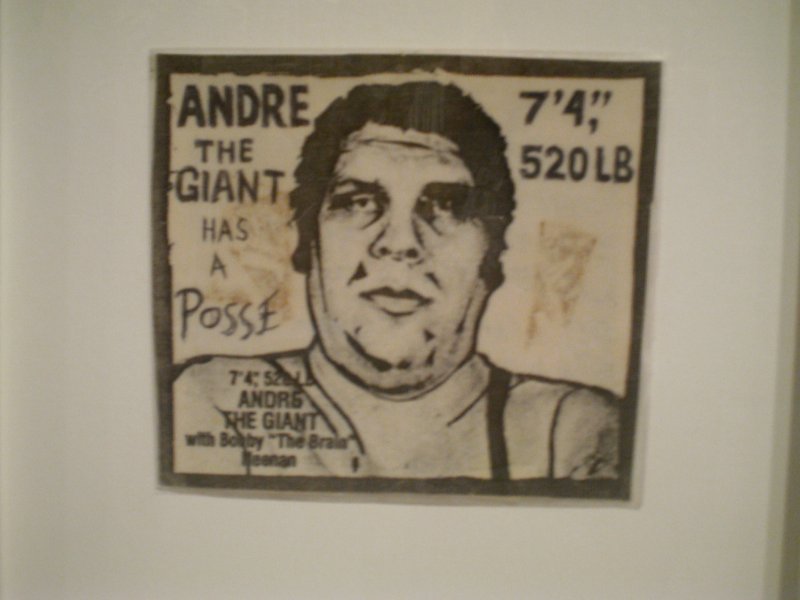 ANDRE
THE
GIANT
HAS
A
POSSE
7'4,"
520 LB
7'4", 520 LB
ANDRE
THE GIANT
with Bobby "The Brain"
Heenan